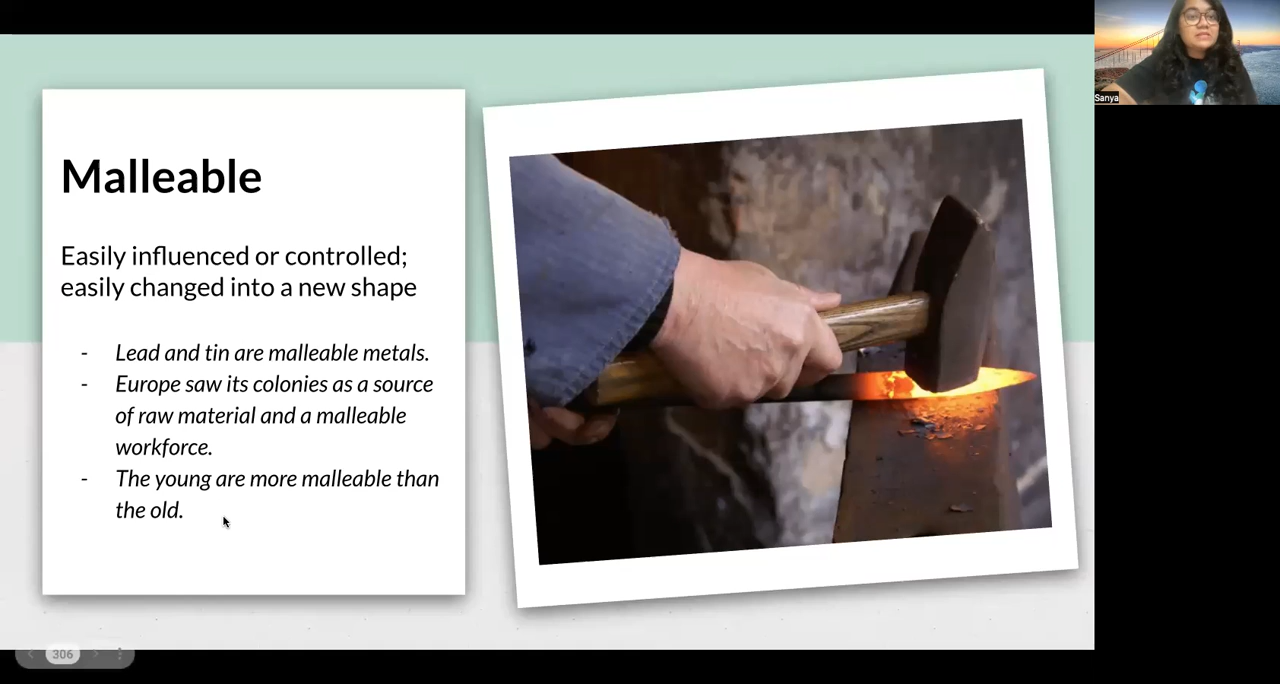 Malleable
Easily influenced or controlled;
easily changed into a new shape
- Lead and tin are malleable metals.
- Europe saw its colonies as a source
of raw material and a malleable
workforce.
- The young are more malleable than
the old.
Sanya
306